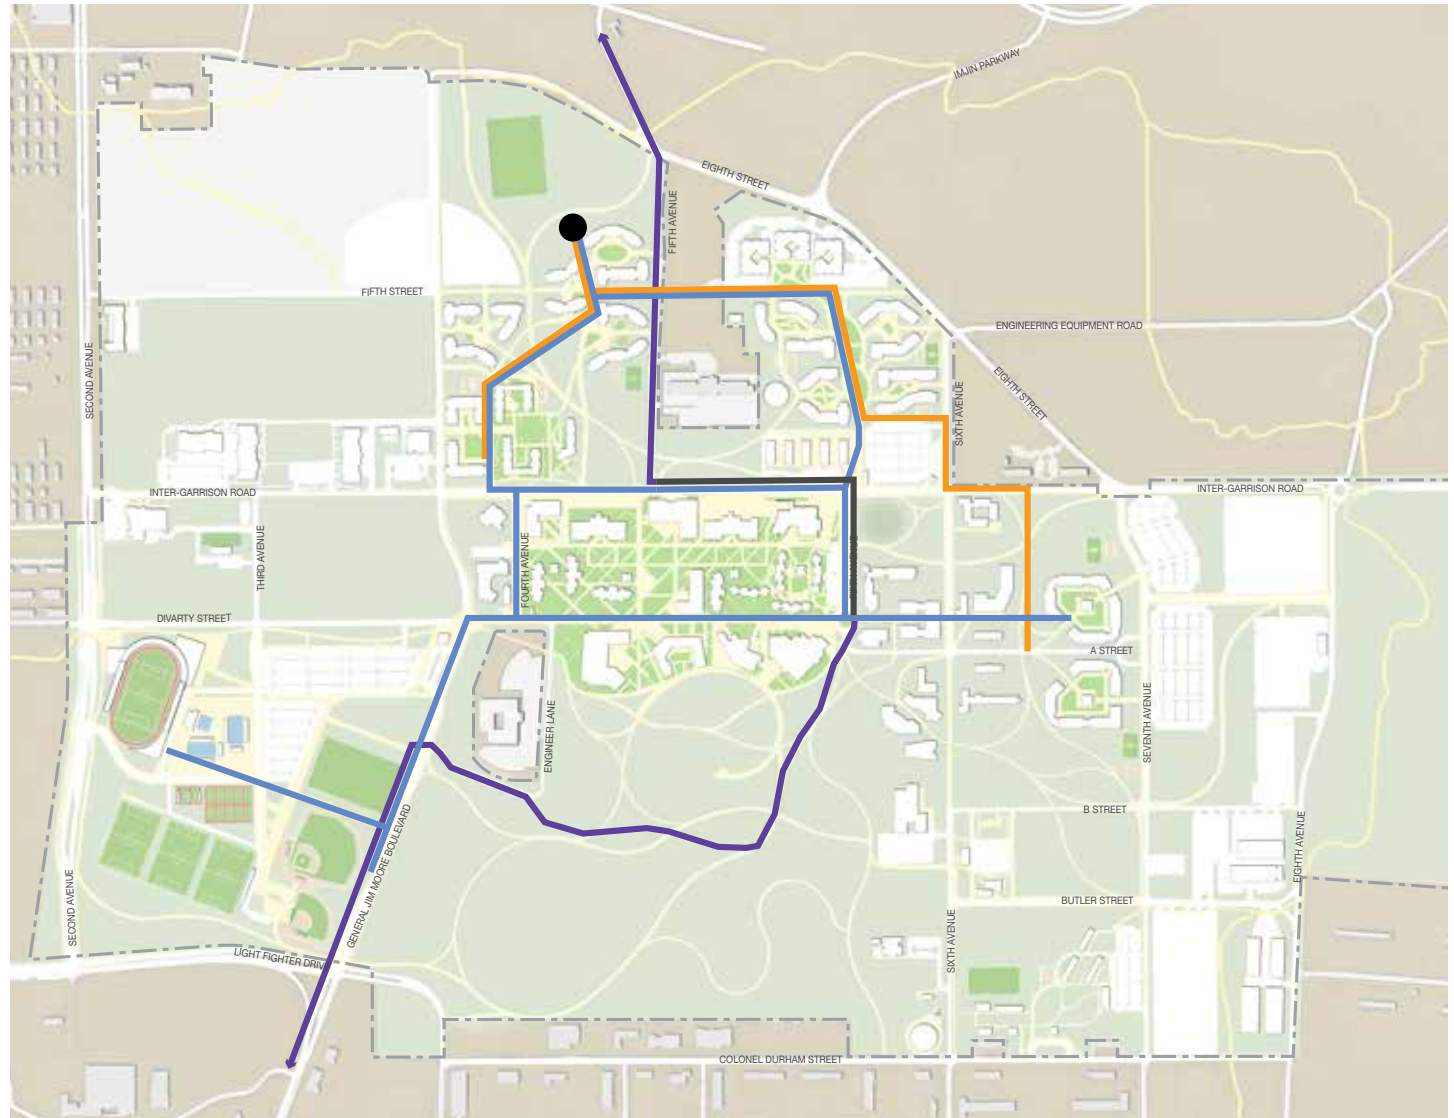 IMJIN PARKWAY
EIGHTH STREET
FIFTH AVENUE
FIFTH STREET
ENGINEERING EQUIPMENT ROAD
SECOND AVENUE
EIGHTH STREET
SIXTH AVENUE
INTER-GARRISON ROAD
INTER-GARRISON ROAD
THIRD AVENUE
FOURTH AVENUE
DIVARTY STREET
A STREET
ENGINEER LANE
SEVENTH AVENUE
B STREET
GENERAL JIM MOORE BOULEVARD
EIGHTH AVENUE
SECOND AVENUE
BUTLER STREET
SIXTH AVENUE
LIGHT FIGHTER DRIVE
COLONEL DURHAM STREET